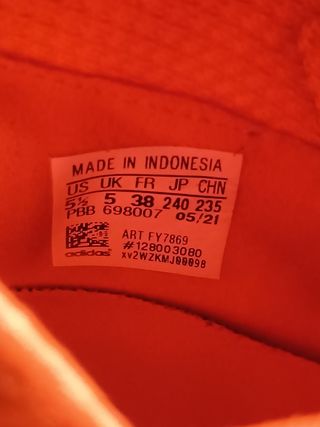 MADE IN INDONESIA
US UK FR JP CHN
5½ 5 38 240 235
PBB 698007 05/21
ART FY7869
#128003080
adidas xv2WZKMJ00098